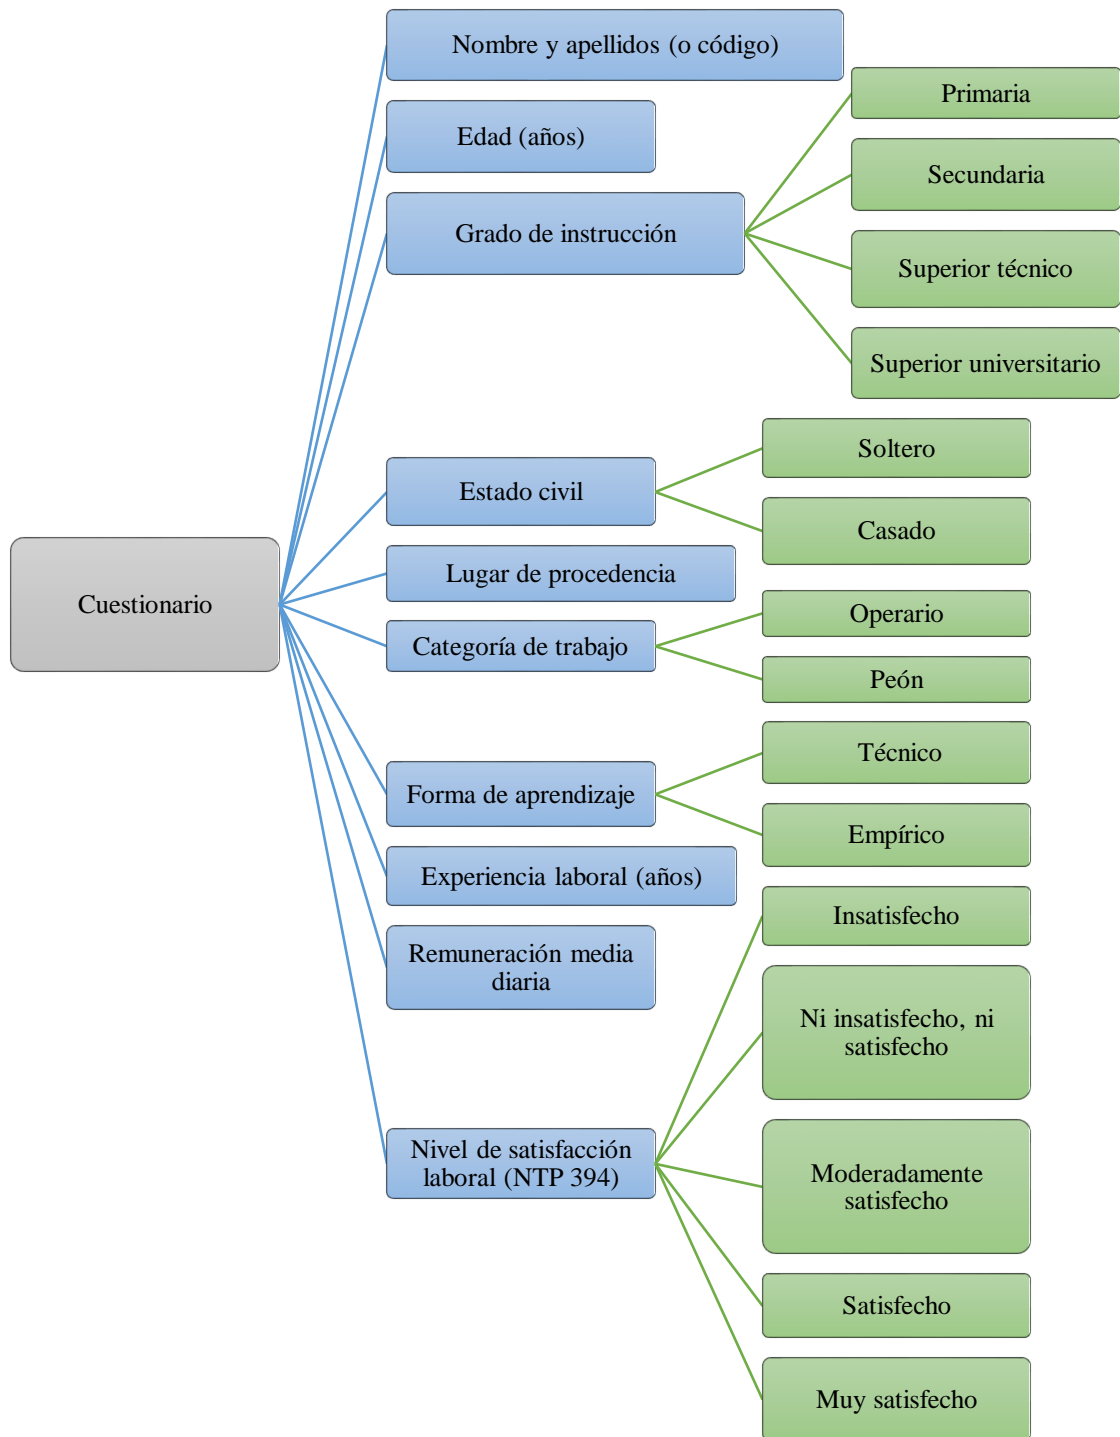 Cuestionario
Nombre y apellidos (o código)
Edad (años)
Grado de instrucción
Primaria
Secundaria
Superior técnico
Superior universitario
Estado civil
Soltero
Casado
Lugar de procedencia
Categoría de trabajo
Operario
Peón
Forma de aprendizaje
Técnico
Empírico
Experiencia laboral (años)
Remuneración media
diaria
Nivel de satisfacción
laboral (NTP 394)
Insatisfecho
Ni insatisfecho, ni
satisfecho
Moderadamente
satisfecho
Satisfecho
Muy satisfecho